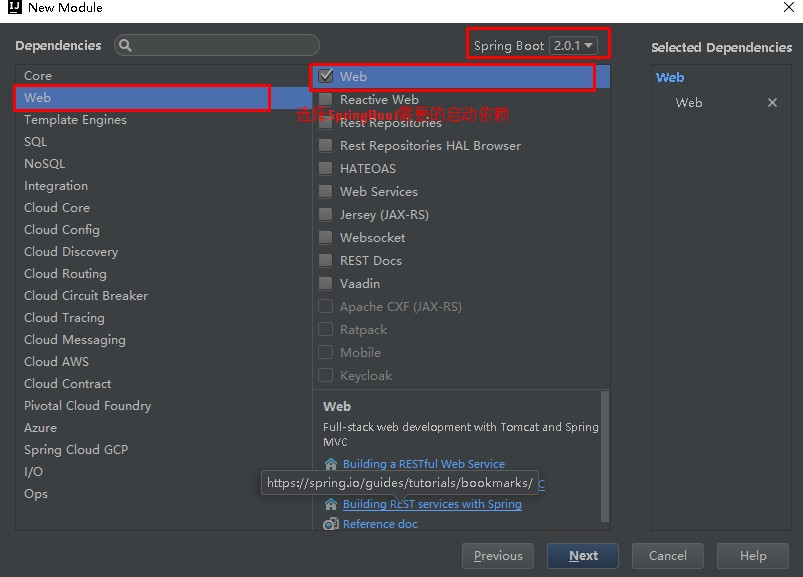 New Module
Dependencies
Spring Boot 2.0.1
Selected Dependencies
Core
Web
Template Engines
SQL
NoSQL
Integration
Cloud Core
Cloud Config
Cloud Discovery
Cloud Routing
Cloud Circuit Breaker
Cloud Tracing
Cloud Messaging
Cloud AWS
Cloud Contract
Pivotal Cloud Foundry
Azure
Spring Cloud GCP
I/O
Ops
Web
Reactive Web
选择SpringBoot需要的启动依赖
Rest Repositories
Rest Repositories HAL Browser
HATEOAS
Web Services
Jersey (JAX-RS)
Websocket
REST Docs
Vaadin
Apache CXF (JAX-RS)
Ratpack
Mobile
Keycloak
Web
Full-stack web development with Tomcat and Spring
MVC
Building a RESTful Web Service
https://spring.io/guides/tutorials/bookmarks/
Building REST services with Spring
Reference doc
Web
Web
Previous
Next
Cancel
Help